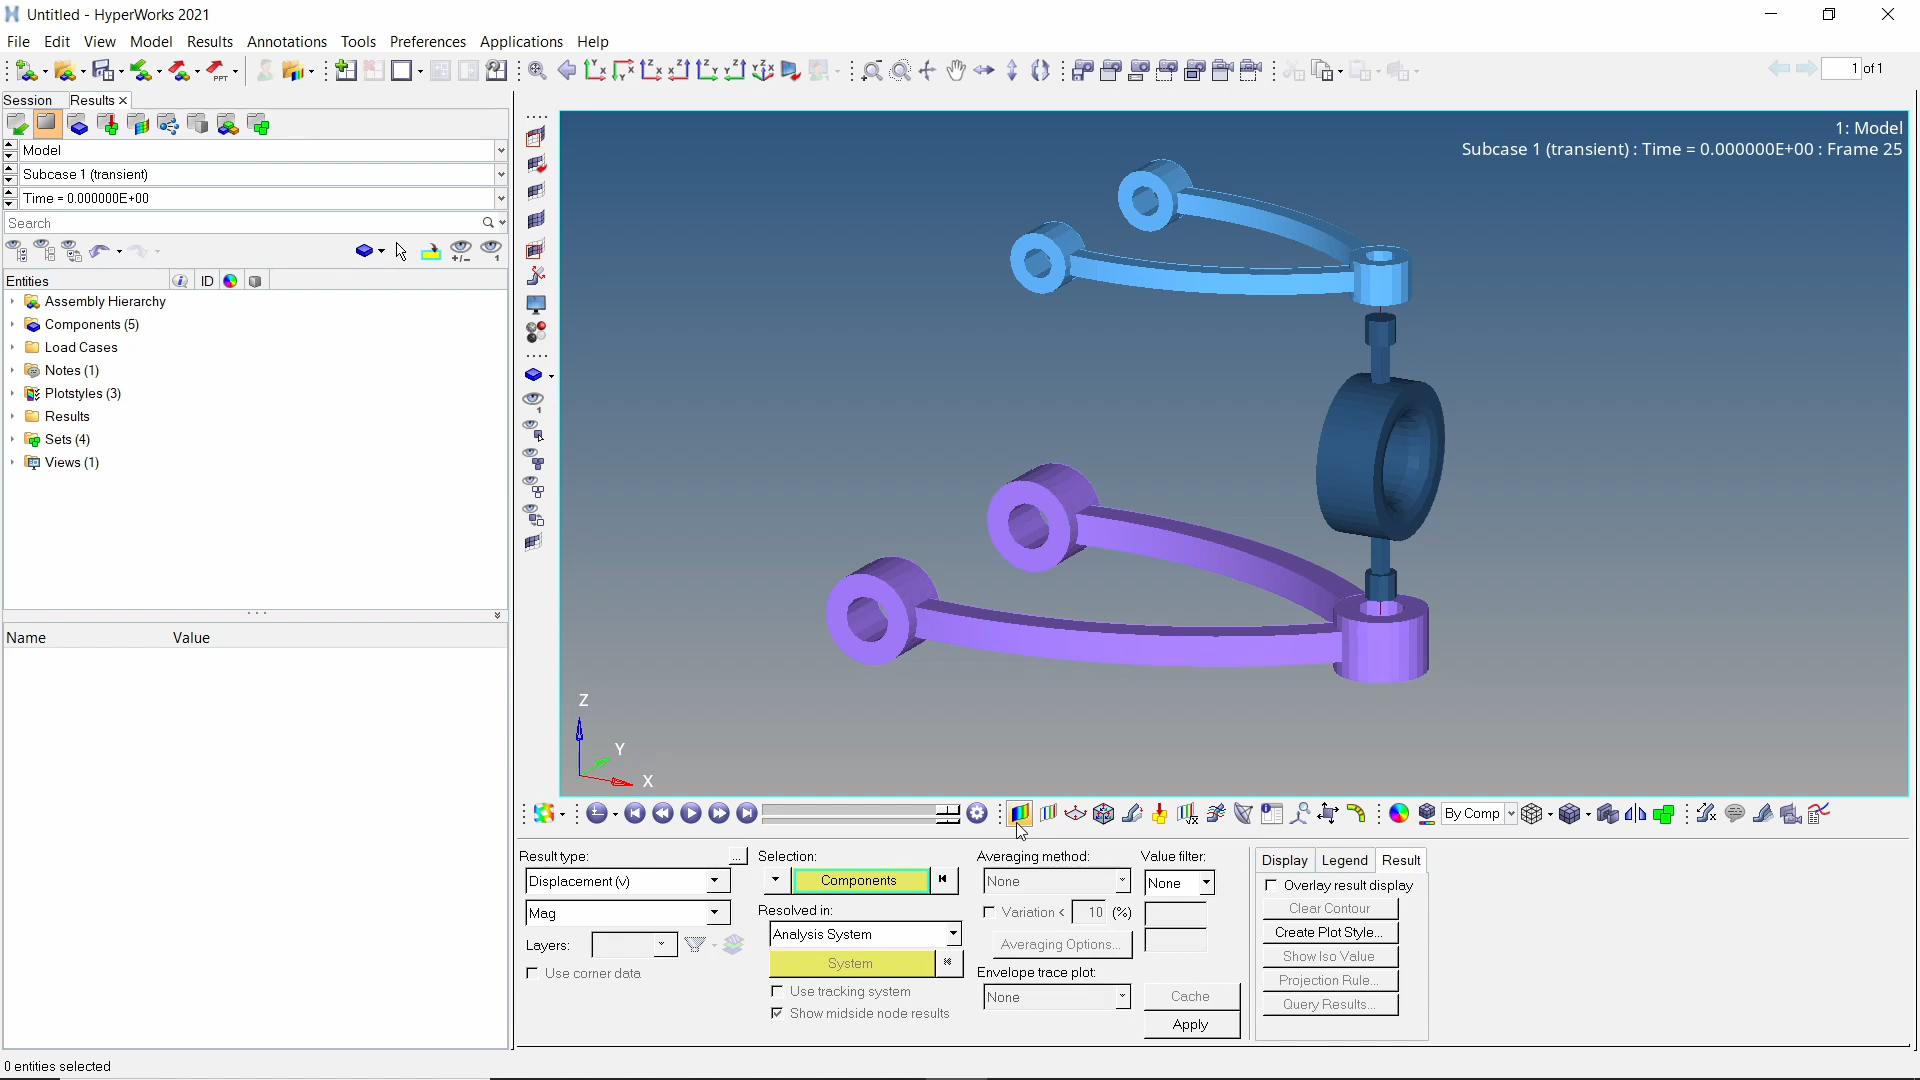 Untitled - HyperWorks 2021
File Edit View Model Results Annotations Tools Preferences Applications Help
PPT
1 of 1
Session Results
Model
Subcase 1 (transient)
Time = 0.000000E+00
Search
Entities ID
Assembly Hierarchy
Components (5)
Load Cases
Notes (1)
Plotstyles (3)
Results
Sets (4)
Views (1)
Name Value
1: Model
Subcase 1 (transient) : Time = 0.000000E+00 : Frame 25
Z
Y
X
By Comp
Result type: ...
Displacement (v)
Mag
Layers:
Use corner data
Selection:
Components
Resolved in:
Analysis System
System
Use tracking system
Show midside node results
Averaging method:
None
Variation < 10 (%)
Averaging Options...
Envelope trace plot:
None
Value filter:
None
Cache
Apply
Display Legend Result
Overlay result display
Clear Contour
Create Plot Style...
Show Iso Value
Projection Rule...
Query Results...
0 entities selected